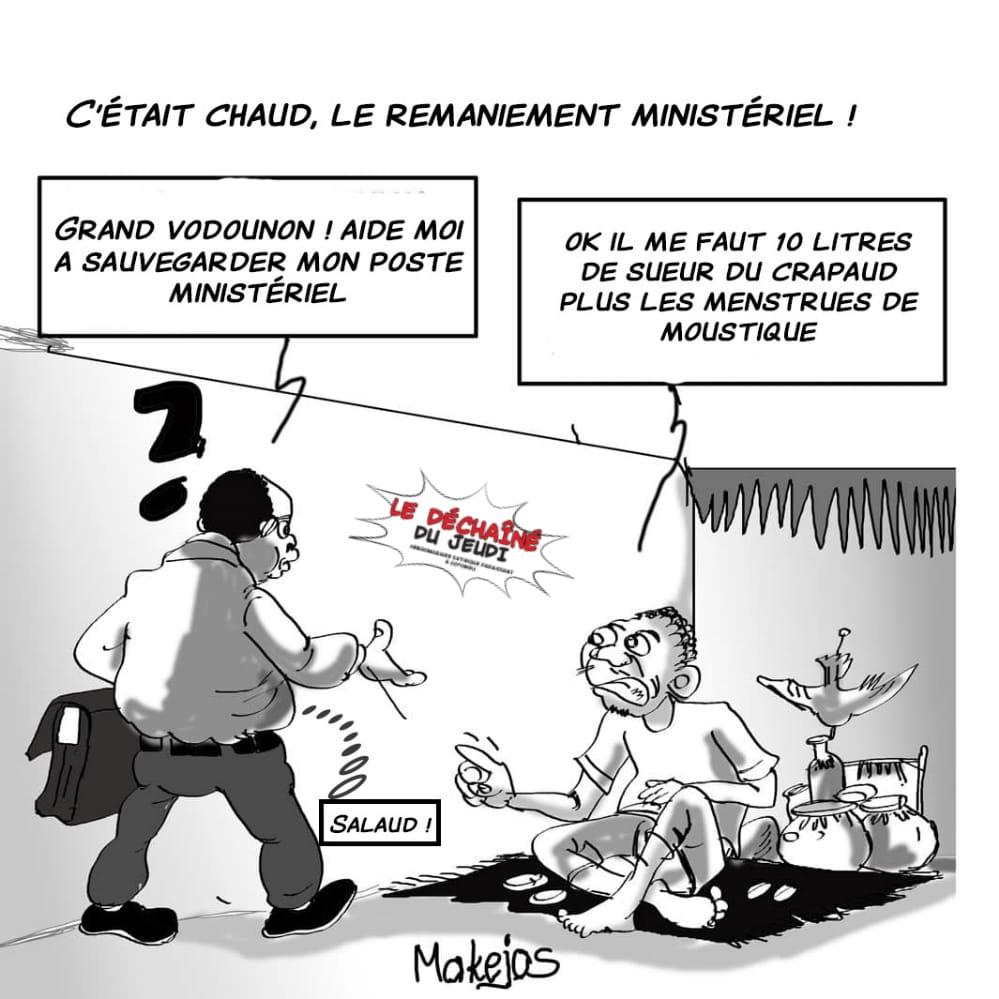 C'ÉTAIT CHAUD, LE REMANIEMENT MINISTÉRIEL !
GRAND VODOUNON ! AIDE MOI
A SAUVEGARDER MON POSTE
MINISTÉRIEL
OK IL ME FAUT 10 LITRES
DE SUEUR DU CRAPAUD
PLUS LES MENSTRUES DE
MOUSTIQUE
?
LE DÉCHAÎNÉ
DU JEUDI
SALAUD !
Makejos